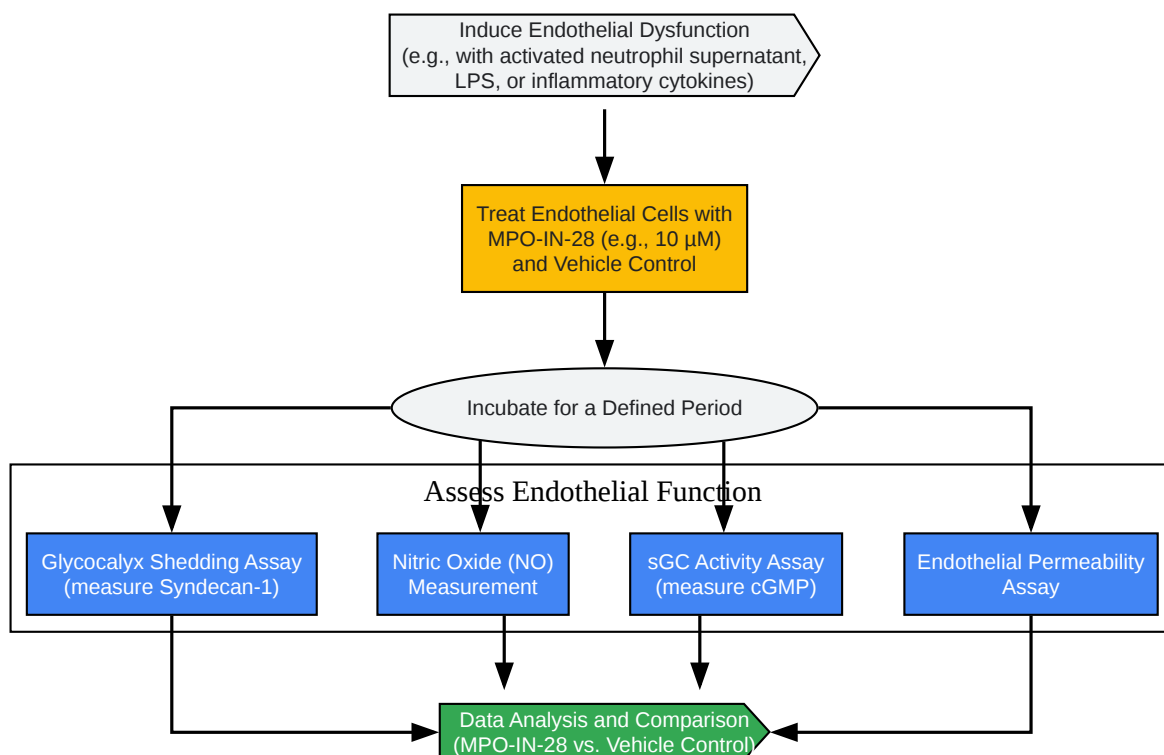 Induce Endothelial Dysfunction
(e.g., with activated neutrophil supernatant,
LPS, or inflammatory cytokines)
Treat Endothelial Cells with
MPO-IN-28 (e.g., 10 µM)
and Vehicle Control
Incubate for a Defined Period
Assess Endothelial Function
Glycocalyx Shedding Assay
(measure Syndecan-1)
Nitric Oxide (NO)
Measurement
sGC Activity Assay
(measure cGMP)
Endothelial Permeability
Assay
Data Analysis and Comparison
(MPO-IN-28 vs. Vehicle Control)